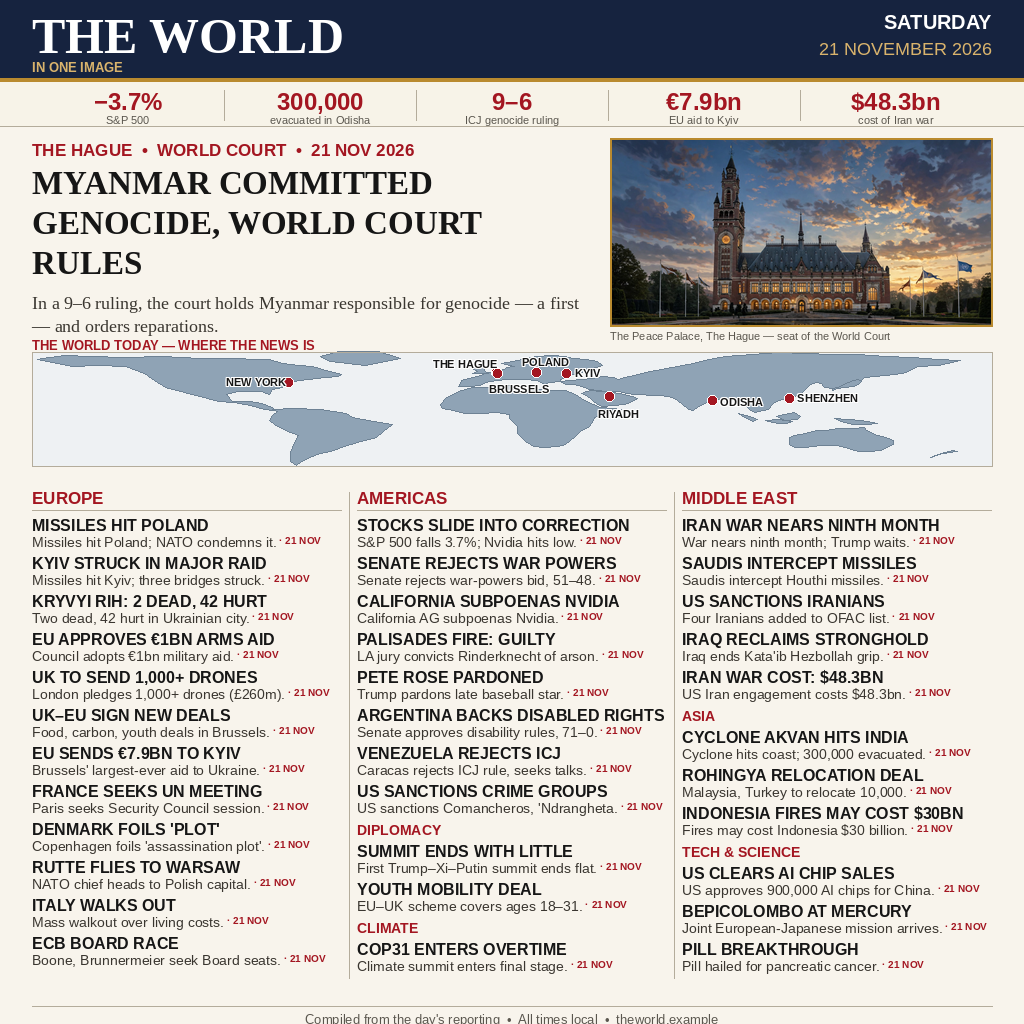 THE WORLD
IN ONE IMAGE
SATURDAY
21 NOVEMBER 2026
−3.7%
S&P 500
300,000
evacuated in Odisha
9–6
ICJ genocide ruling
€7.9bn
EU aid to Kyiv
$48.3bn
cost of Iran war
THE HAGUE • WORLD COURT • 21 NOV 2026
MYANMAR COMMITTED
GENOCIDE, WORLD COURT
RULES
In a 9–6 ruling, the court holds Myanmar responsible for genocide — a first
— and orders reparations.
The Peace Palace, The Hague — seat of the World Court
THE WORLD TODAY — WHERE THE NEWS IS
NEW YORK
THE HAGUE
POLAND
KYIV
BRUSSELS
RIYADH
ODISHA
SHENZHEN
EUROPE
MISSILES HIT POLAND
Missiles hit Poland; NATO condemns it. · 21 NOV
KYIV STRUCK IN MAJOR RAID
Missiles hit Kyiv; three bridges struck. · 21 NOV
KRYVYI RIH: 2 DEAD, 42 HURT
Two dead, 42 hurt in Ukrainian city. · 21 NOV
EU APPROVES €1BN ARMS AID
Council adopts €1bn military aid. · 21 NOV
UK TO SEND 1,000+ DRONES
London pledges 1,000+ drones (£260m). · 21 NOV
UK–EU SIGN NEW DEALS
Food, carbon, youth deals in Brussels. · 21 NOV
EU SENDS €7.9BN TO KYIV
Brussels' largest-ever aid to Ukraine. · 21 NOV
FRANCE SEEKS UN MEETING
Paris seeks Security Council session. · 21 NOV
DENMARK FOILS 'PLOT'
Copenhagen foils 'assassination plot'. · 21 NOV
RUTTE FLIES TO WARSAW
NATO chief heads to Polish capital. · 21 NOV
ITALY WALKS OUT
Mass walkout over living costs. · 21 NOV
ECB BOARD RACE
Boone, Brunnermeier seek Board seats. · 21 NOV
AMERICAS
STOCKS SLIDE INTO CORRECTION
S&P 500 falls 3.7%; Nvidia hits low. · 21 NOV
SENATE REJECTS WAR POWERS
Senate rejects war-powers bid, 51–48. · 21 NOV
CALIFORNIA SUBPOENAS NVIDIA
California AG subpoenas Nvidia. · 21 NOV
PALISADES FIRE: GUILTY
LA jury convicts Rinderknecht of arson. · 21 NOV
PETE ROSE PARDONED
Trump pardons late baseball star. · 21 NOV
ARGENTINA BACKS DISABLED RIGHTS
Senate approves disability rules, 71–0. · 21 NOV
VENEZUELA REJECTS ICJ
Caracas rejects ICJ rule, seeks talks. · 21 NOV
US SANCTIONS CRIME GROUPS
US sanctions Comancheros, 'Ndrangheta. · 21 NOV
DIPLOMACY
SUMMIT ENDS WITH LITTLE
First Trump–Xi–Putin summit ends flat. · 21 NOV
YOUTH MOBILITY DEAL
EU–UK scheme covers ages 18–31. · 21 NOV
CLIMATE
COP31 ENTERS OVERTIME
Climate summit enters final stage. · 21 NOV
MIDDLE EAST
IRAN WAR NEARS NINTH MONTH
War nears ninth month; Trump waits. · 21 NOV
SAUDIS INTERCEPT MISSILES
Saudis intercept Houthi missiles. · 21 NOV
US SANCTIONS IRANIANS
Four Iranians added to OFAC list. · 21 NOV
IRAQ RECLAIMS STRONGHOLD
Iraq ends Kata'ib Hezbollah grip. · 21 NOV
IRAN WAR COST: $48.3BN
US Iran engagement costs $48.3bn. · 21 NOV
ASIA
CYCLONE AKVAN HITS INDIA
Cyclone hits coast; 300,000 evacuated. · 21 NOV
ROHINGYA RELOCATION DEAL
Malaysia, Turkey to relocate 10,000. · 21 NOV
INDONESIA FIRES MAY COST $30BN
Fires may cost Indonesia $30 billion. · 21 NOV
TECH & SCIENCE
US CLEARS AI CHIP SALES
US approves 900,000 AI chips for China. · 21 NOV
BEPICOLOMBO AT MERCURY
Joint European-Japanese mission arrives. · 21 NOV
PILL BREAKTHROUGH
Pill hailed for pancreatic cancer. · 21 NOV
Compiled from the day's reporting • All times local • theworld.example